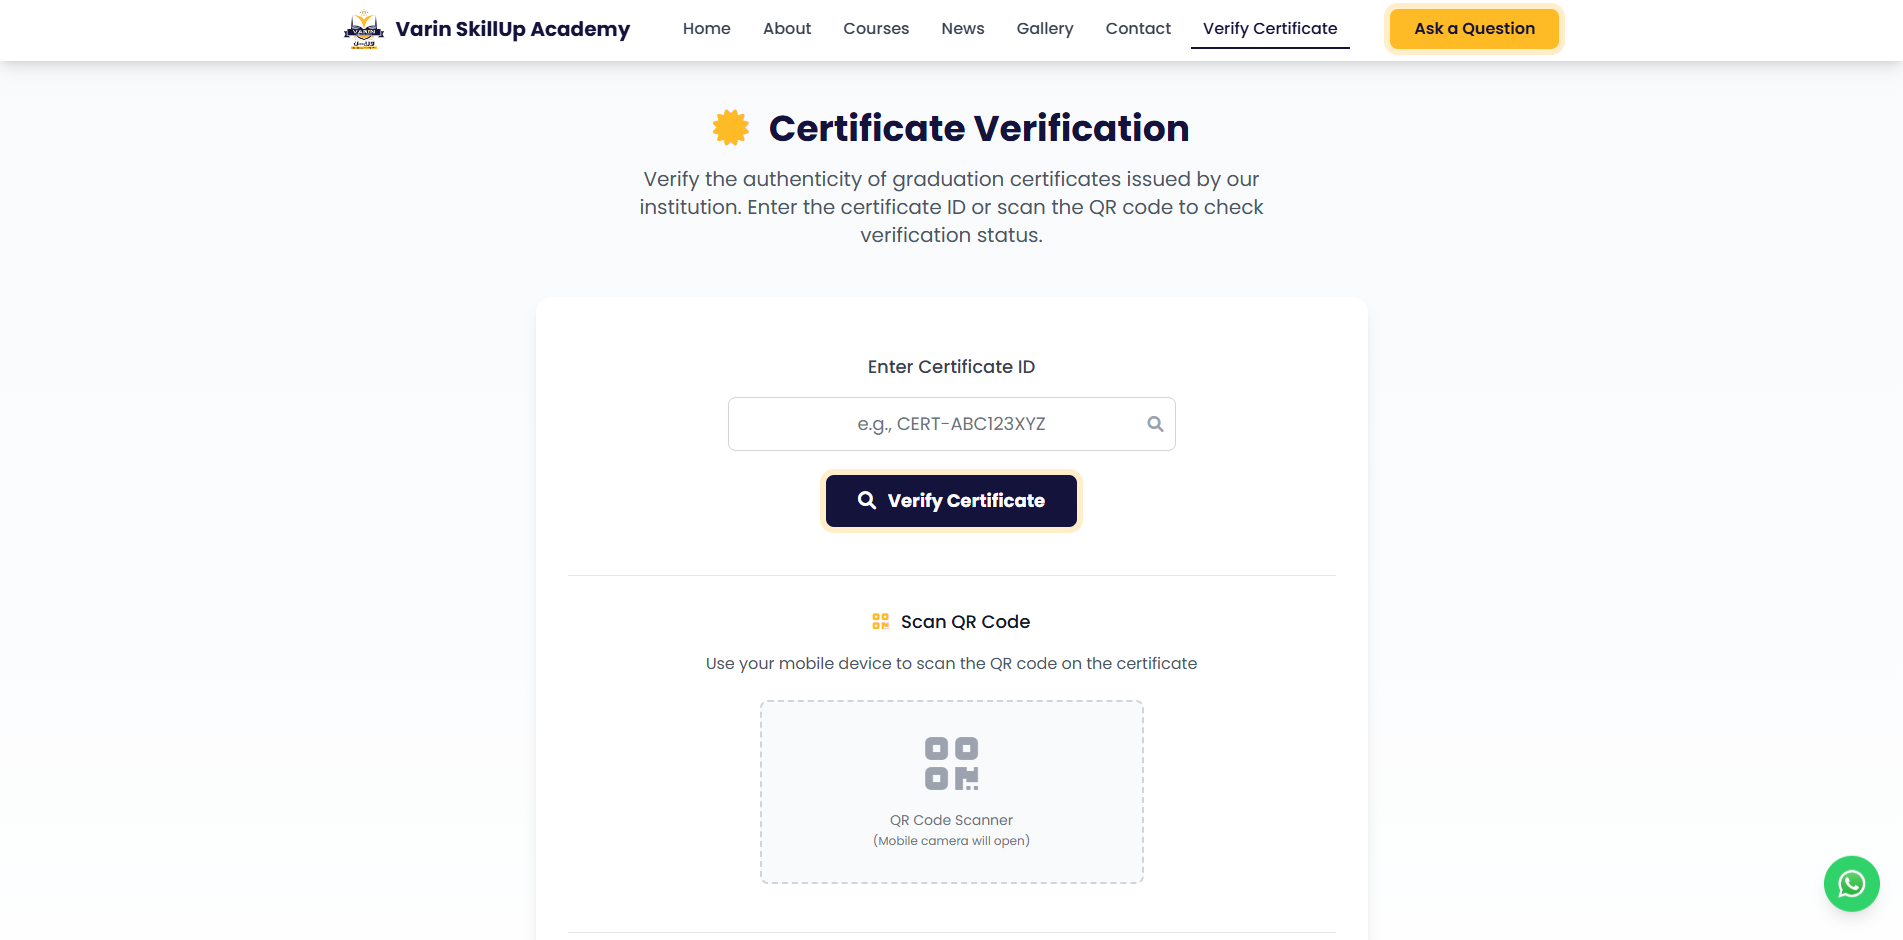 VARIN
Varin SkillUp Academy
Home
About
Courses
News
Gallery
Contact
Verify Certificate
Ask a Question
Certificate Verification
Verify the authenticity of graduation certificates issued by our
institution. Enter the certificate ID or scan the QR code to check
verification status.
Enter Certificate ID
e.g., CERT-ABC123XYZ
Verify Certificate
Scan QR Code
Use your mobile device to scan the QR code on the certificate
QR Code Scanner
(Mobile camera will open)